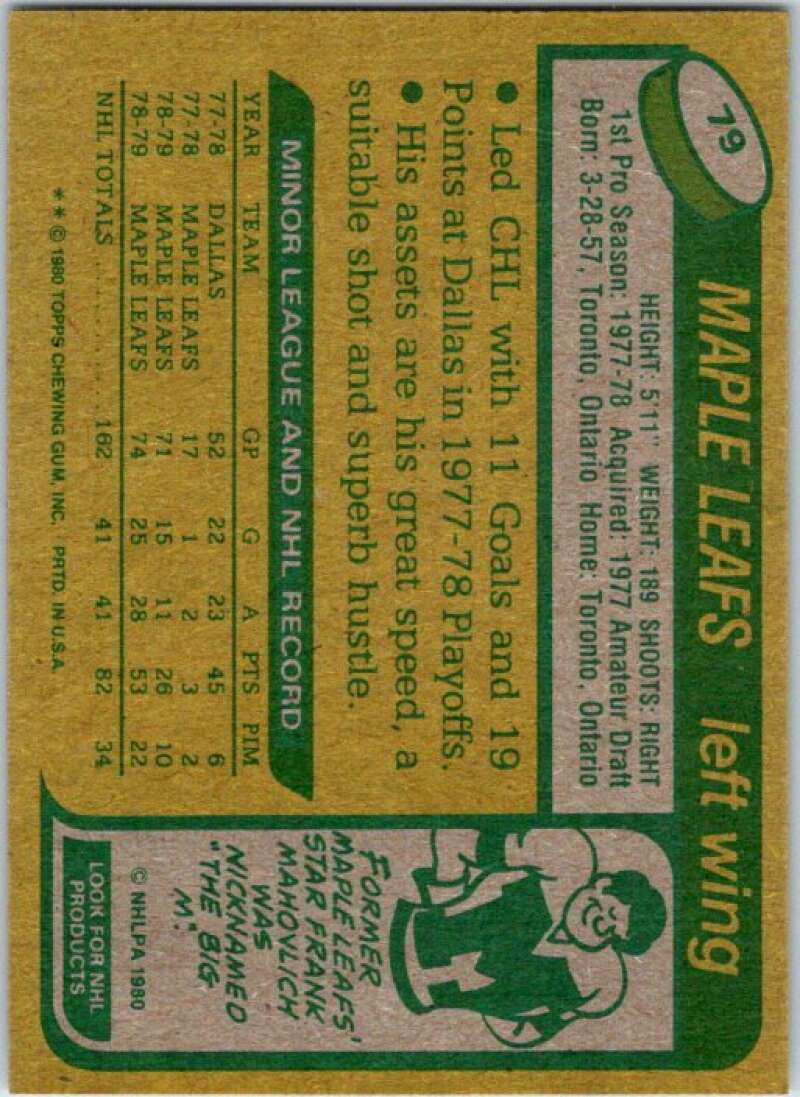 79
MAPLE LEAFS left wing
HEIGHT: 5'11" WEIGHT: 189 SHOOTS: RIGHT
1st Pro Season: 1977-78 Acquired: 1977 Amateur Draft
Born: 3-28-57, Toronto, Ontario Home: Toronto, Ontario
• Led CHL with 11 Goals and 19
Points at Dallas in 1977-78 Playoffs.
• His assets are his great speed, a
suitable shot and superb hustle.
MINOR LEAGUE AND NHL RECORD
YEAR TEAM GP G A PTS PIM
77-78 DALLAS 52 22 23 45 6
77-78 MAPLE LEAFS 17 1 2 3 2
78-79 MAPLE LEAFS 71 15 11 26 10
78-79 MAPLE LEAFS 74 25 28 53 22
NHL TOTALS .......... 162 41 41 82 34
** © 1980 TOPPS CHEWING GUM, INC. PRTD. IN U.S.A.
FORMER
MAPLE LEAFS'
STAR FRANK
MAHOVLICH
WAS
NICKNAMED
"THE BIG
M."
© NHLPA 1980
LOOK FOR NHL
PRODUCTS